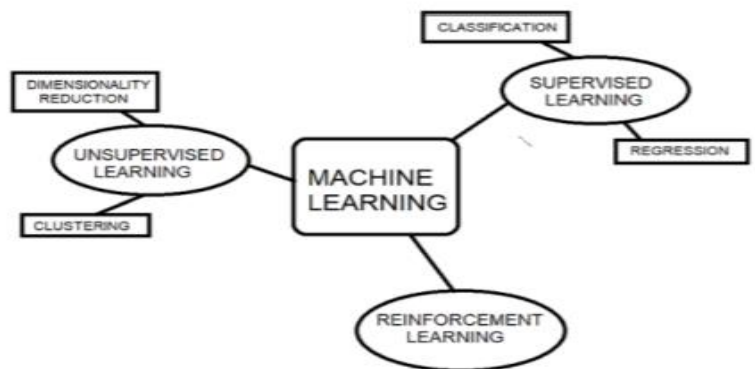 CLASSIFICATION
SUPERVISED
LEARNING
REGRESSION
DIMENSIONALITY
REDUCTION
UNSUPERVISED
LEARNING
CLUSTERING
MACHINE
LEARNING
REINFORCEMENT
LEARNING